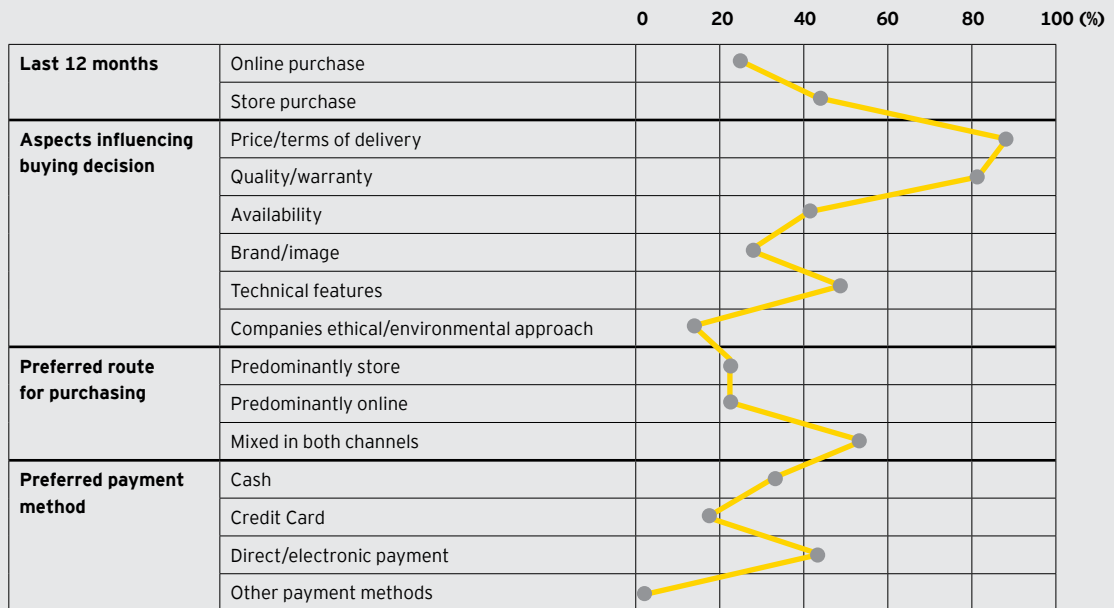 0 20 40 60 80 100 (%)
Last 12 months Online purchase
Store purchase
Aspects influencing Price/terms of delivery
buying decision Quality/warranty
Availability
Brand/image
Technical features
Companies ethical/environmental approach
Preferred route Predominantly store
for purchasing Predominantly online
Mixed in both channels
Preferred payment Cash
method Credit Card
Direct/electronic payment
Other payment methods